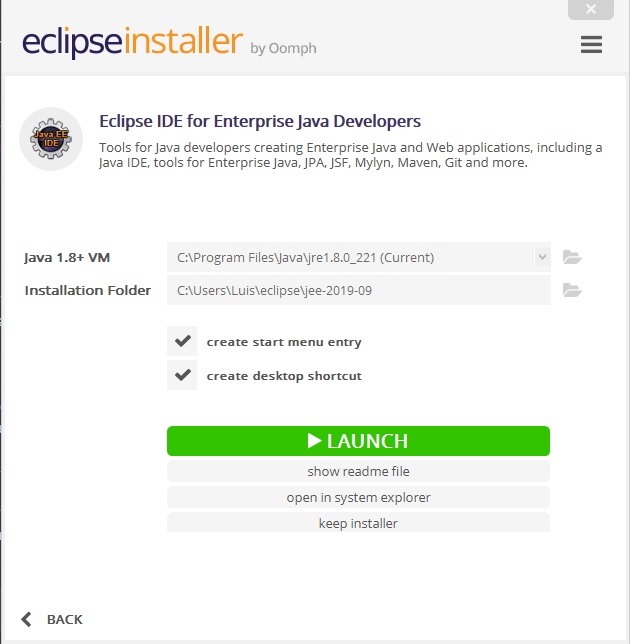 eclipseinstaller by Oomph
Java EE
IDE
Eclipse IDE for Enterprise Java Developers
Tools for Java developers creating Enterprise Java and Web applications, including a
Java IDE, tools for Enterprise Java, JPA, JSF, Mylyn, Maven, Git and more.
Java 1.8+ VM C:\Program Files\Java\jre1.8.0_221 (Current)
Installation Folder C:\Users\Luis\eclipse\jee-2019-09
create start menu entry
create desktop shortcut
LAUNCH
show readme file
open in system explorer
keep installer
BACK